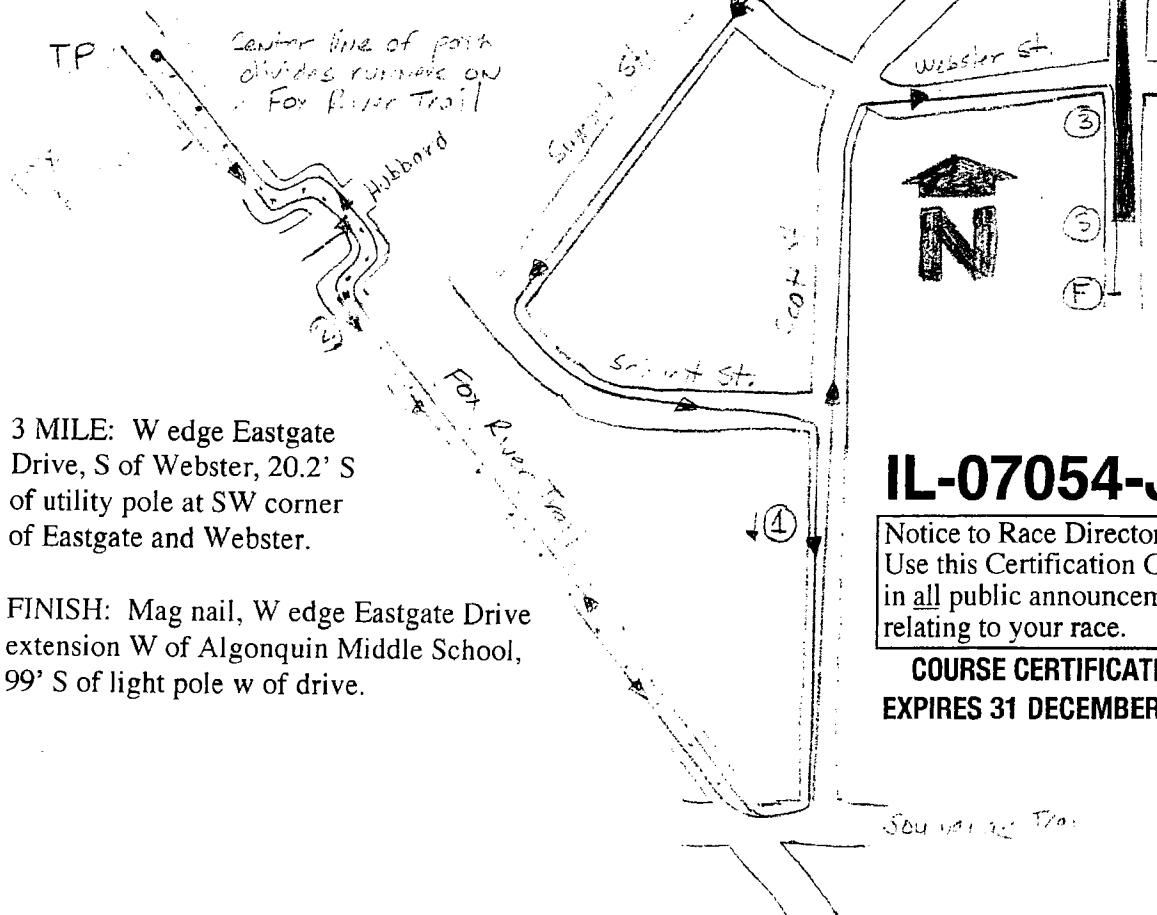 TP
Center line of path
divides runners on
Fox River Trail
Hubbard
Webster St.
3
S
F
N
Scott St
St.
Fox River Trail
1
3 MILE: W edge Eastgate
Drive, S of Webster, 20.2' S
of utility pole at SW corner
of Eastgate and Webster.
FINISH: Mag nail, W edge Eastgate Drive
extension W of Algonquin Middle School,
99' S of light pole w of drive.
IL-07054-J
Notice to Race Director
Use this Certification C
in all public announcem
relating to your race.
COURSE CERTIFICATI
EXPIRES 31 DECEMBER